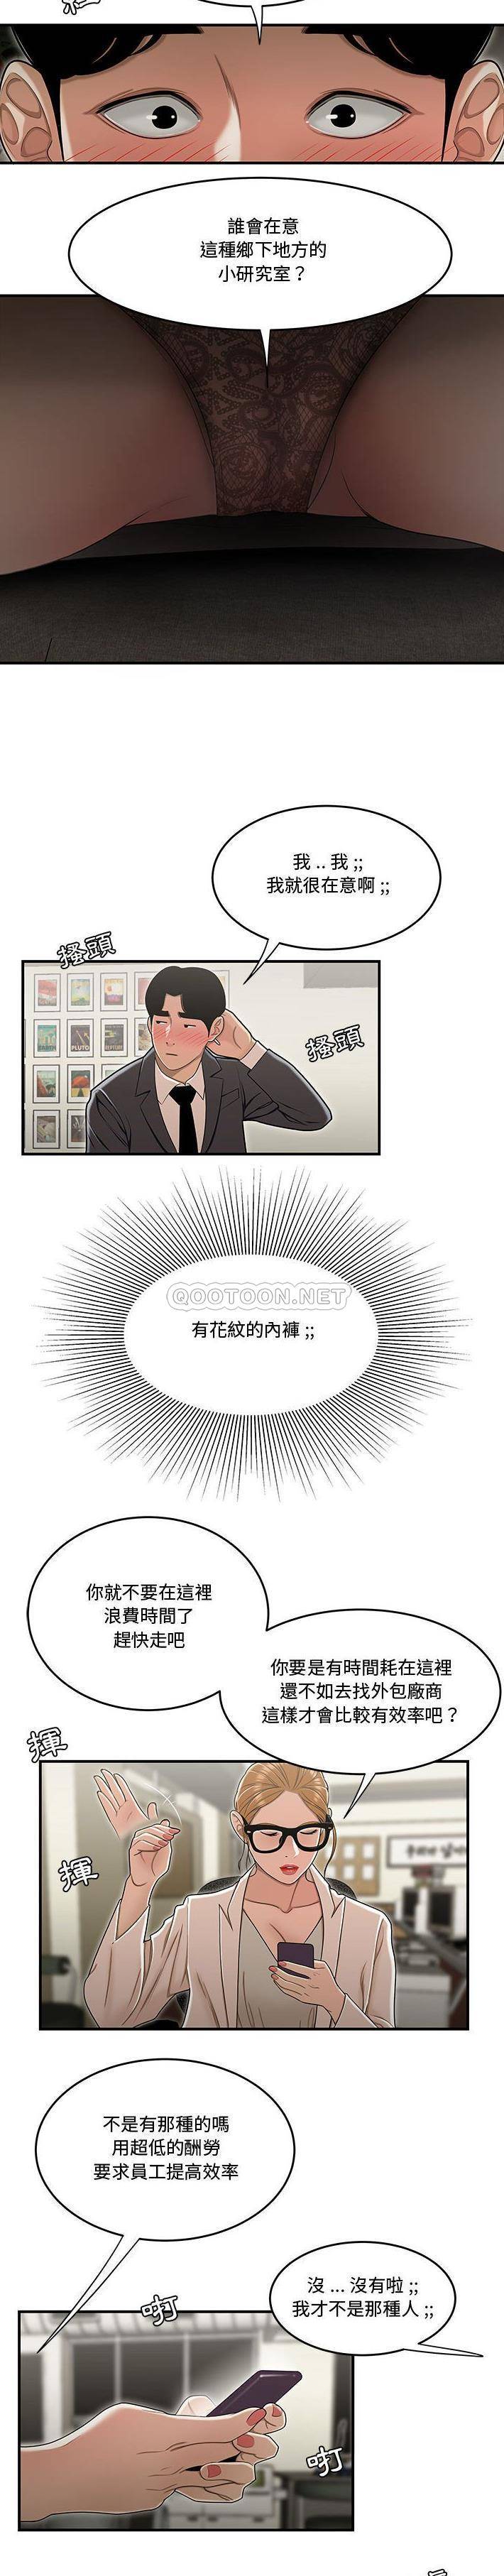 誰會在意
這種鄉下地方的
小研究室？
我 .. 我 ;;
我就很在意啊 ;;
搔頭
搔頭
EARTH
PLUTO
NEPTUNE
QOOTOON.NET
有花紋的內褲 ;;
你就不要在這裡
浪費時間了
趕快走吧
你要是有時間耗在這裡
還不如去找外包廠商
這樣才會比較有效率吧？
揮
揮
不是有那種的嗎
用超低的酬勞
要求員工提高效率
沒 ... 沒有啦 ;;
我才不是那種人 ;;
叮
叮